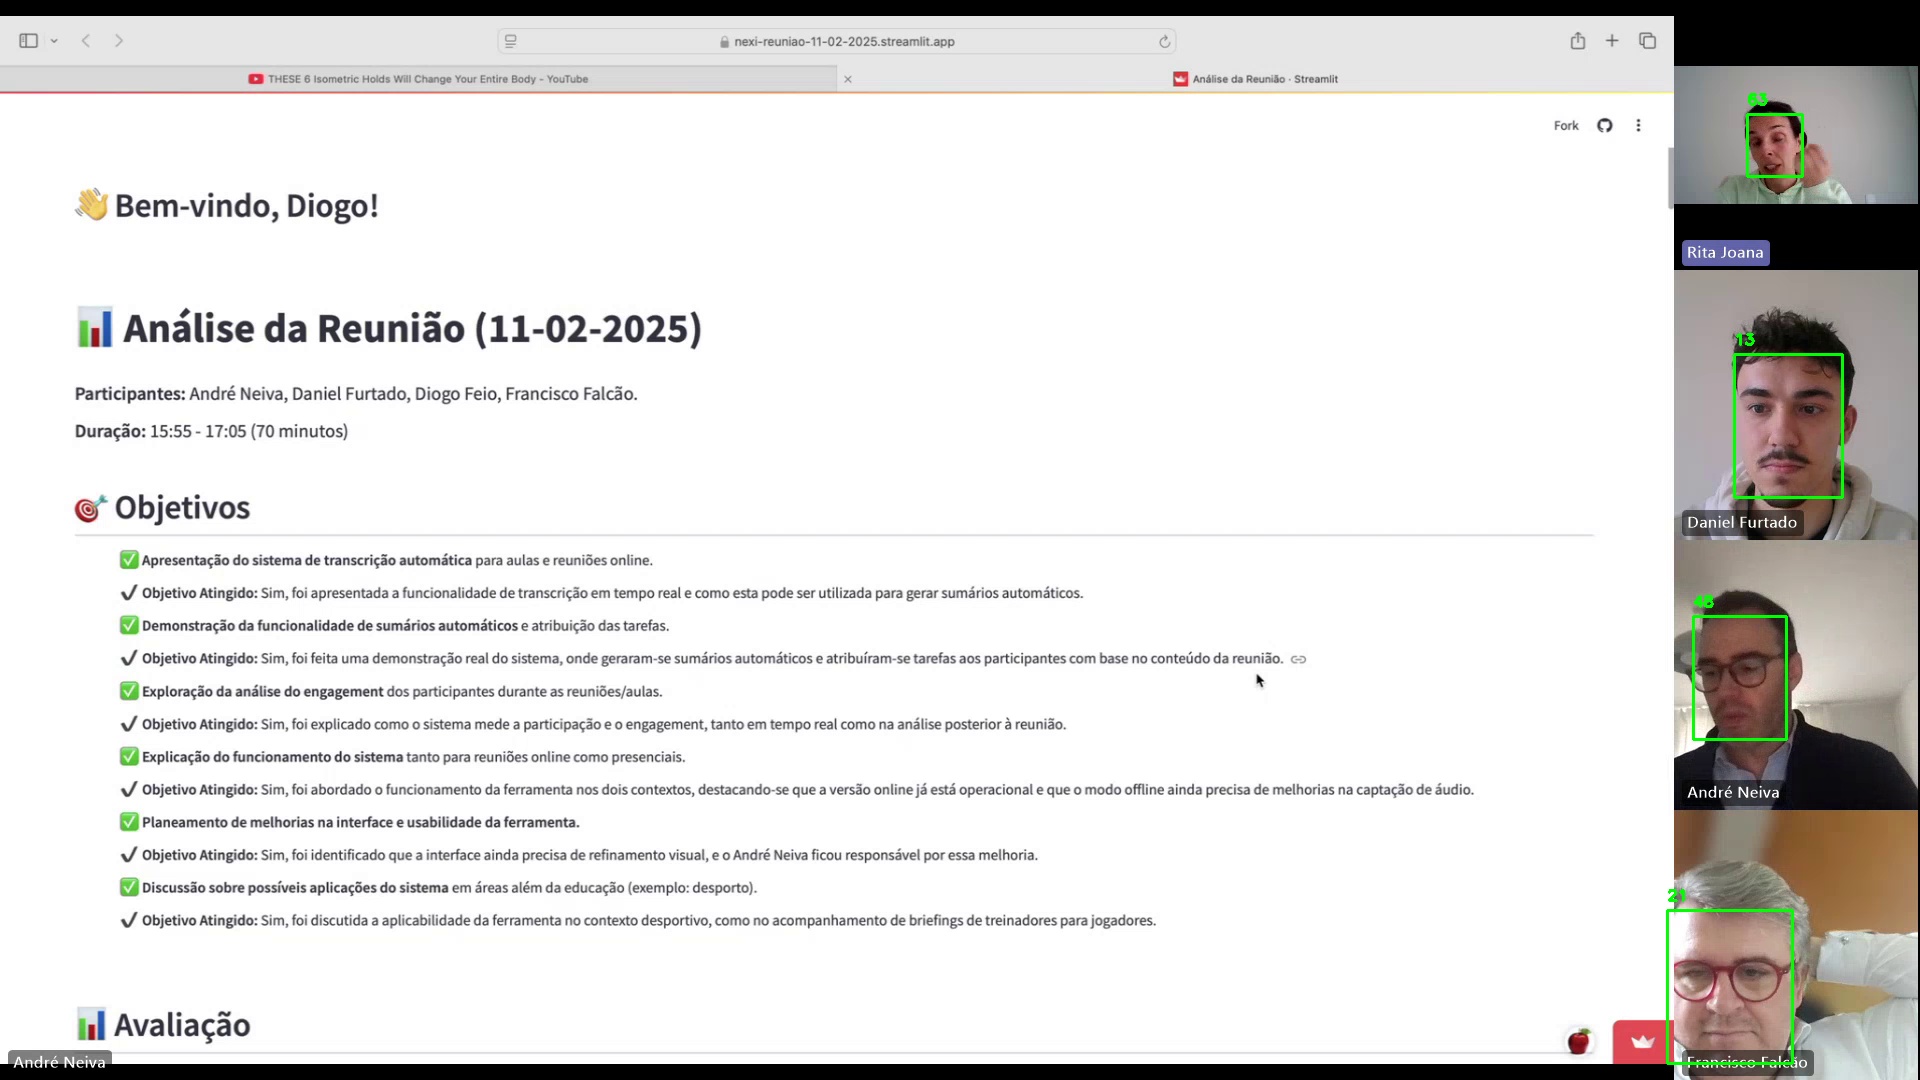 nexi-reuniao-11-02-2025.streamlit.app
THESE 6 Isometric Holds Will Change Your Entire Body - YouTube
Análise da Reunião · Streamlit
Fork
Bem-vindo, Diogo!
Análise da Reunião (11-02-2025)
Participantes: André Neiva, Daniel Furtado, Diogo Feio, Francisco Falcão.
Duração: 15:55 - 17:05 (70 minutos)
Objetivos
Apresentação do sistema de transcrição automática para aulas e reuniões online.
Objetivo Atingido: Sim, foi apresentada a funcionalidade de transcrição em tempo real e como esta pode ser utilizada para gerar sumários automáticos.
Demonstração da funcionalidade de sumários automáticos e atribuição das tarefas.
Objetivo Atingido: Sim, foi feita uma demonstração real do sistema, onde geraram-se sumários automáticos e atribuíram-se tarefas aos participantes com base no conteúdo da reunião.
Exploração da análise do engagement dos participantes durante as reuniões/aulas.
Objetivo Atingido: Sim, foi explicado como o sistema mede a participação e o engagement, tanto em tempo real como na análise posterior à reunião.
Explicação do funcionamento do sistema tanto para reuniões online como presenciais.
Objetivo Atingido: Sim, foi abordado o funcionamento da ferramenta nos dois contextos, destacando-se que a versão online já está operacional e que o modo offline ainda precisa de melhorias na captação de áudio.
Planeamento de melhorias na interface e usabilidade da ferramenta.
Objetivo Atingido: Sim, foi identificado que a interface ainda precisa de refinamento visual, e o André Neiva ficou responsável por essa melhoria.
Discussão sobre possíveis aplicações do sistema em áreas além da educação (exemplo: desporto).
Objetivo Atingido: Sim, foi discutida a aplicabilidade da ferramenta no contexto desportivo, como no acompanhamento de briefings de treinadores para jogadores.
Avaliação
André Neiva
63
Rita Joana
13
Daniel Furtado
48
André Neiva
21
Francisco Falcão